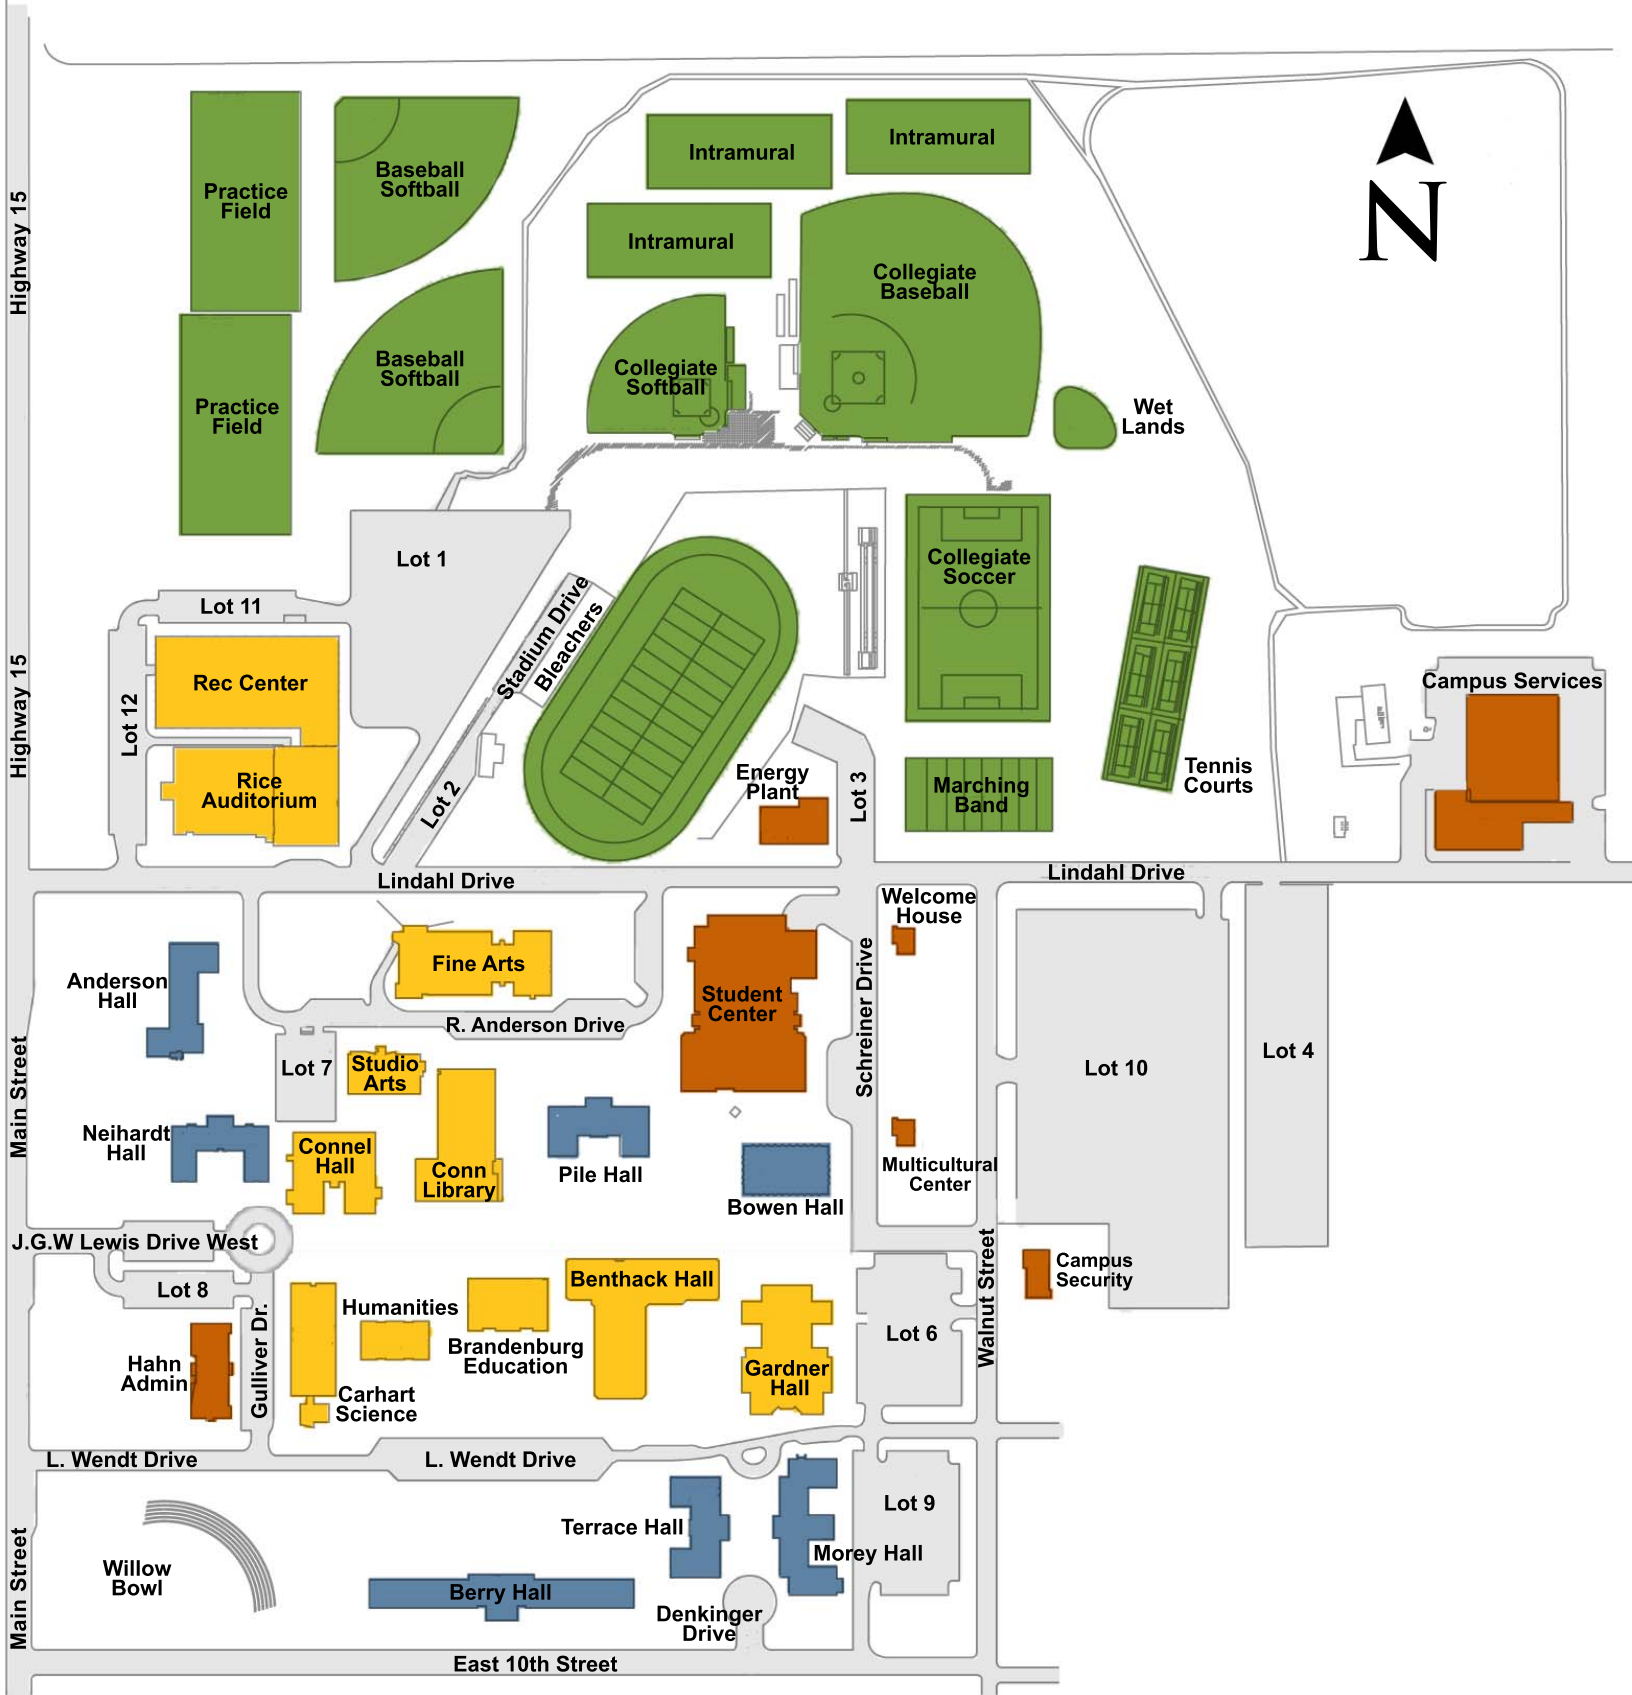 Intramural
Intramural
Baseball
Softball
Practice
Field
N
Highway 15
Intramural
Collegiate
Baseball
Baseball
Softball
Collegiate
Softball
Practice
Field
Wet
Lands
Lot 1
Collegiate
Soccer
Lot 11
Stadium Drive
Bleachers
Rec Center
Campus Services
Highway 15
Lot 12
Rice
Auditorium
Lot 2
Energy
Plant
Lot 3
Marching
Band
Tennis
Courts
Lindahl Drive
Lindahl Drive
Welcome
House
Fine Arts
Anderson
Hall
Student
Center
Schreiner Drive
R. Anderson Drive
Main Street
Lot 7
Studio
Arts
Lot 10
Lot 4
Neihardt
Hall
Connel
Hall
Conn
Library
Pile Hall
Multicultural
Center
Bowen Hall
J.G.W Lewis Drive West
Walnut Street
Campus
Security
Lot 8
Benthack Hall
Humanities
Gulliver Dr.
Brandenburg
Education
Lot 6
Hahn
Admin
Gardner
Hall
Carhart
Science
L. Wendt Drive
L. Wendt Drive
Lot 9
Terrace Hall
Morey Hall
Main Street
Willow
Bowl
Berry Hall
Denkinger
Drive
East 10th Street